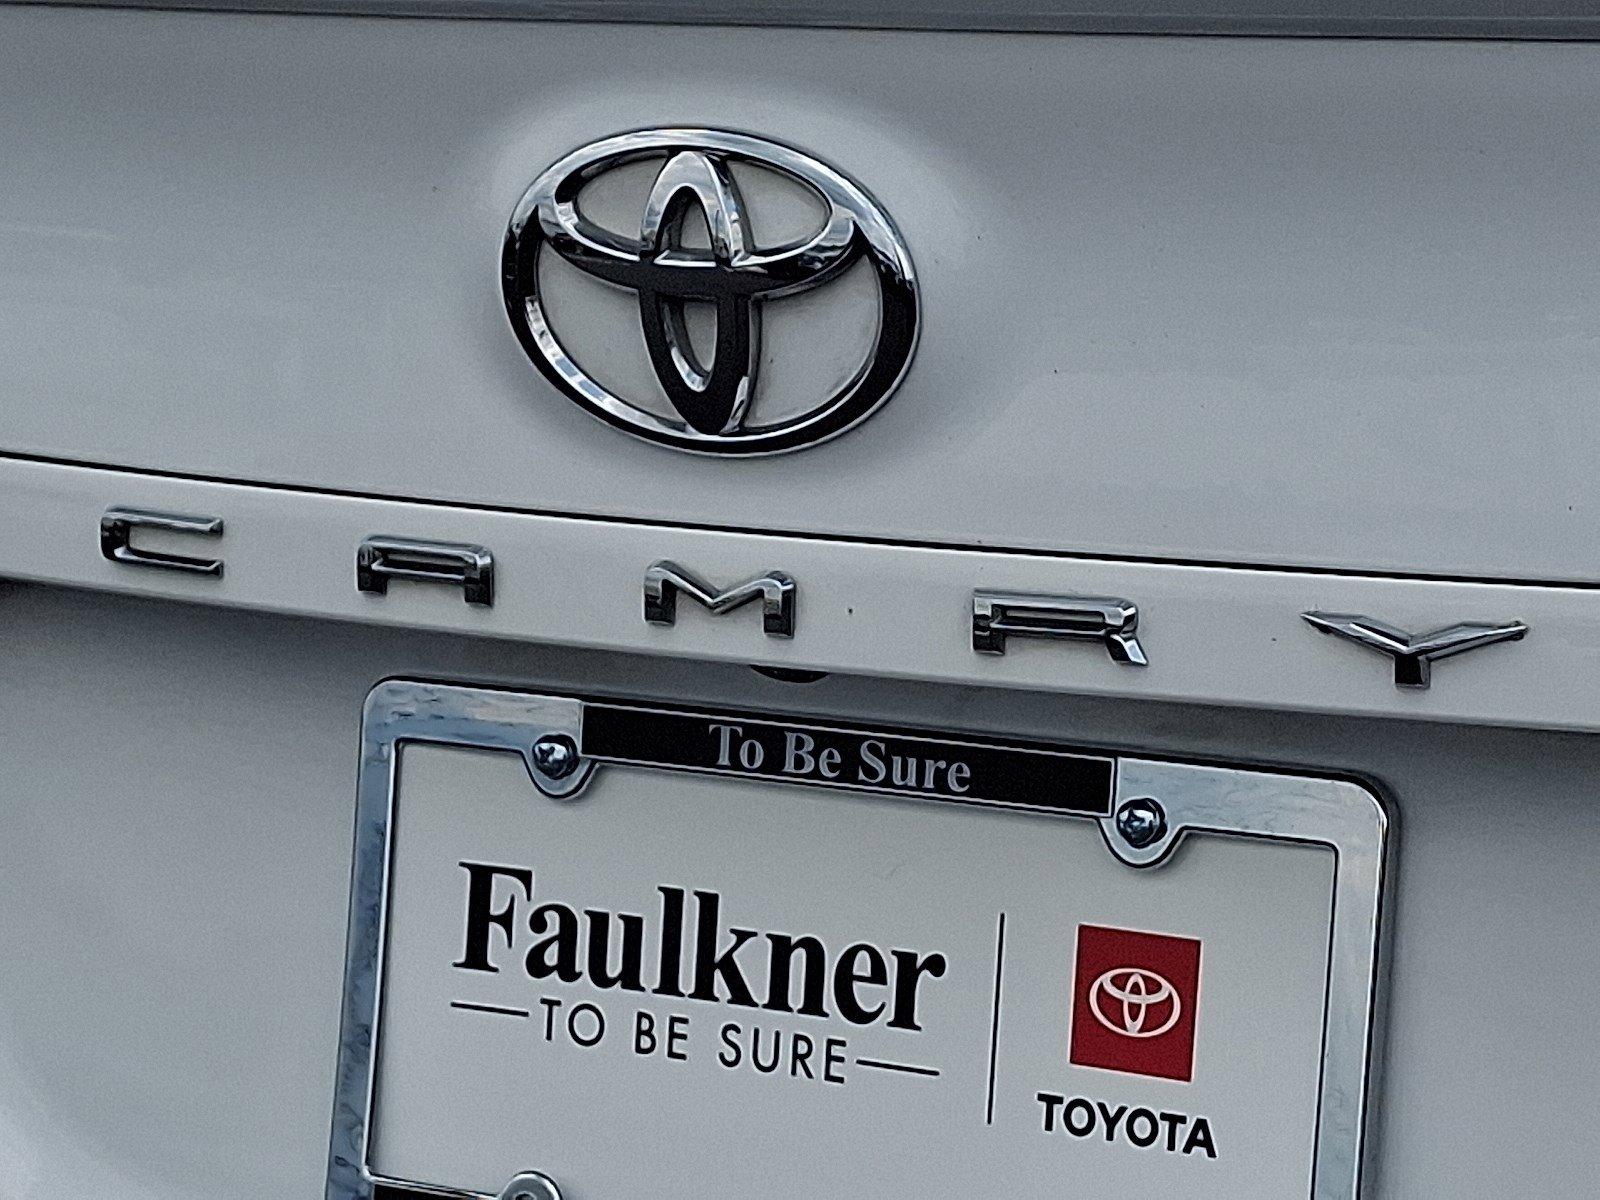 CAMRY
To Be Sure
Faulkner
TO BE SURE
TOYOTA